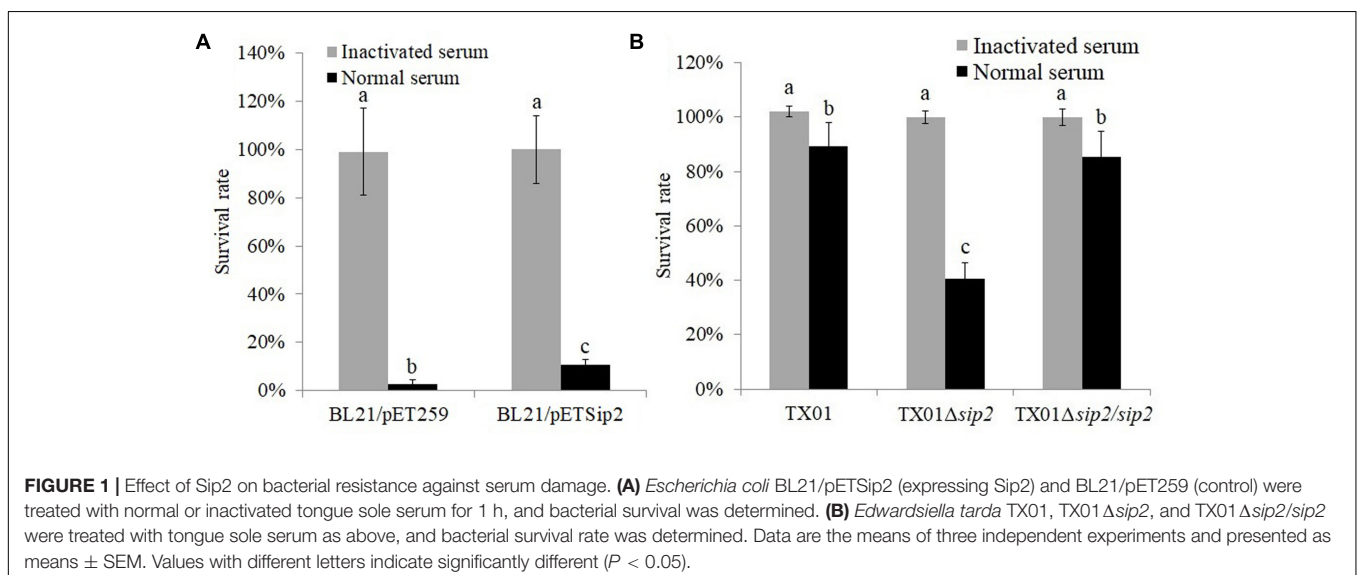 A
Inactivated serum
Normal serum
140%
120%
100%
80%
60%
40%
20%
0%
Survival rate
a
b
a
c
BL21/pET259
BL21/pETSip2
B
Inactivated serum
Normal serum
120%
100%
80%
60%
40%
20%
0%
Survival rate
a
b
a
c
a
b
TX01
TX01Δsip2
TX01Δsip2/sip2
FIGURE 1 | Effect of Sip2 on bacterial resistance against serum damage. (A) Escherichia coli BL21/pETSip2 (expressing Sip2) and BL21/pET259 (control) were
treated with normal or inactivated tongue sole serum for 1 h, and bacterial survival was determined. (B) Edwardsiella tarda TX01, TX01Δsip2, and TX01Δsip2/sip2
were treated with tongue sole serum as above, and bacterial survival rate was determined. Data are the means of three independent experiments and presented as
means ± SEM. Values with different letters indicate significantly different (P < 0.05).